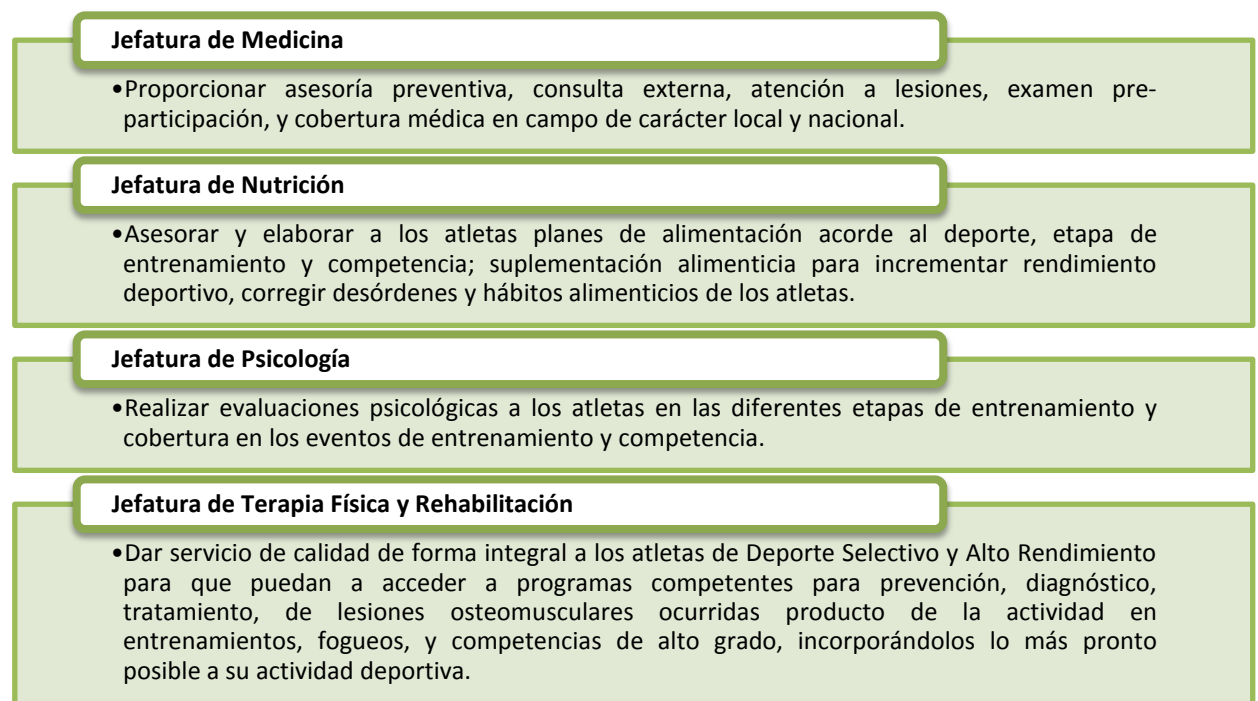 Jefatura de Medicina
•Proporcionar asesoría preventiva, consulta externa, atención a lesiones, examen pre-
participación, y cobertura médica en campo de carácter local y nacional.
Jefatura de Nutrición
•Asesorar y elaborar a los atletas planes de alimentación acorde al deporte, etapa de
entrenamiento y competencia; suplementación alimenticia para incrementar rendimiento
deportivo, corregir desórdenes y hábitos alimenticios de los atletas.
Jefatura de Psicología
•Realizar evaluaciones psicológicas a los atletas en las diferentes etapas de entrenamiento y
cobertura en los eventos de entrenamiento y competencia.
Jefatura de Terapia Física y Rehabilitación
•Dar servicio de calidad de forma integral a los atletas de Deporte Selectivo y Alto Rendimiento
para que puedan a acceder a programas competentes para prevención, diagnóstico,
tratamiento, de lesiones osteomusculares ocurridas producto de la actividad en
entrenamientos, fogueos, y competencias de alto grado, incorporándolos lo más pronto
posible a su actividad deportiva.